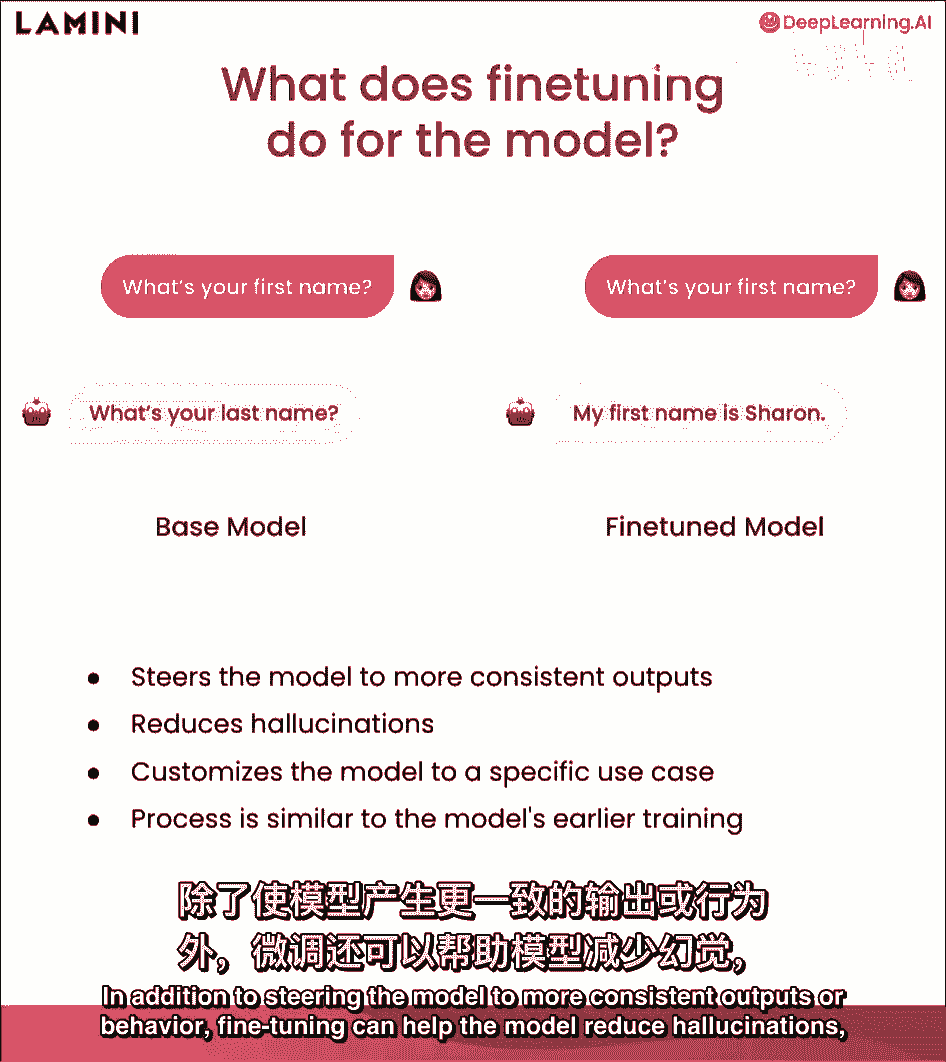 LAMINI
DeepLearning.AI
What does finetuning
do for the model?
What's your first name?
What's your first name?
What's your last name?
My first name is Sharon.
Base Model
Finetuned Model
• Steers the model to more consistent outputs
• Reduces hallucinations
• Customizes the model to a specific use case
• Process is similar to the model's earlier training
除了使模型产生更一致的输出或行为
外，微调还可以帮助模型减少幻觉，
In addition to steering the model to more consistent outputs or
behavior, fine-tuning can help the model reduce hallucinations,